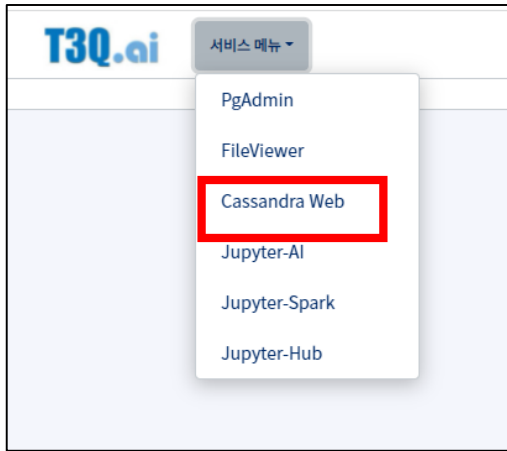 T3Q.ai
서비스 메뉴
PgAdmin
FileViewer
Cassandra Web
Jupyter-AI
Jupyter-Spark
Jupyter-Hub